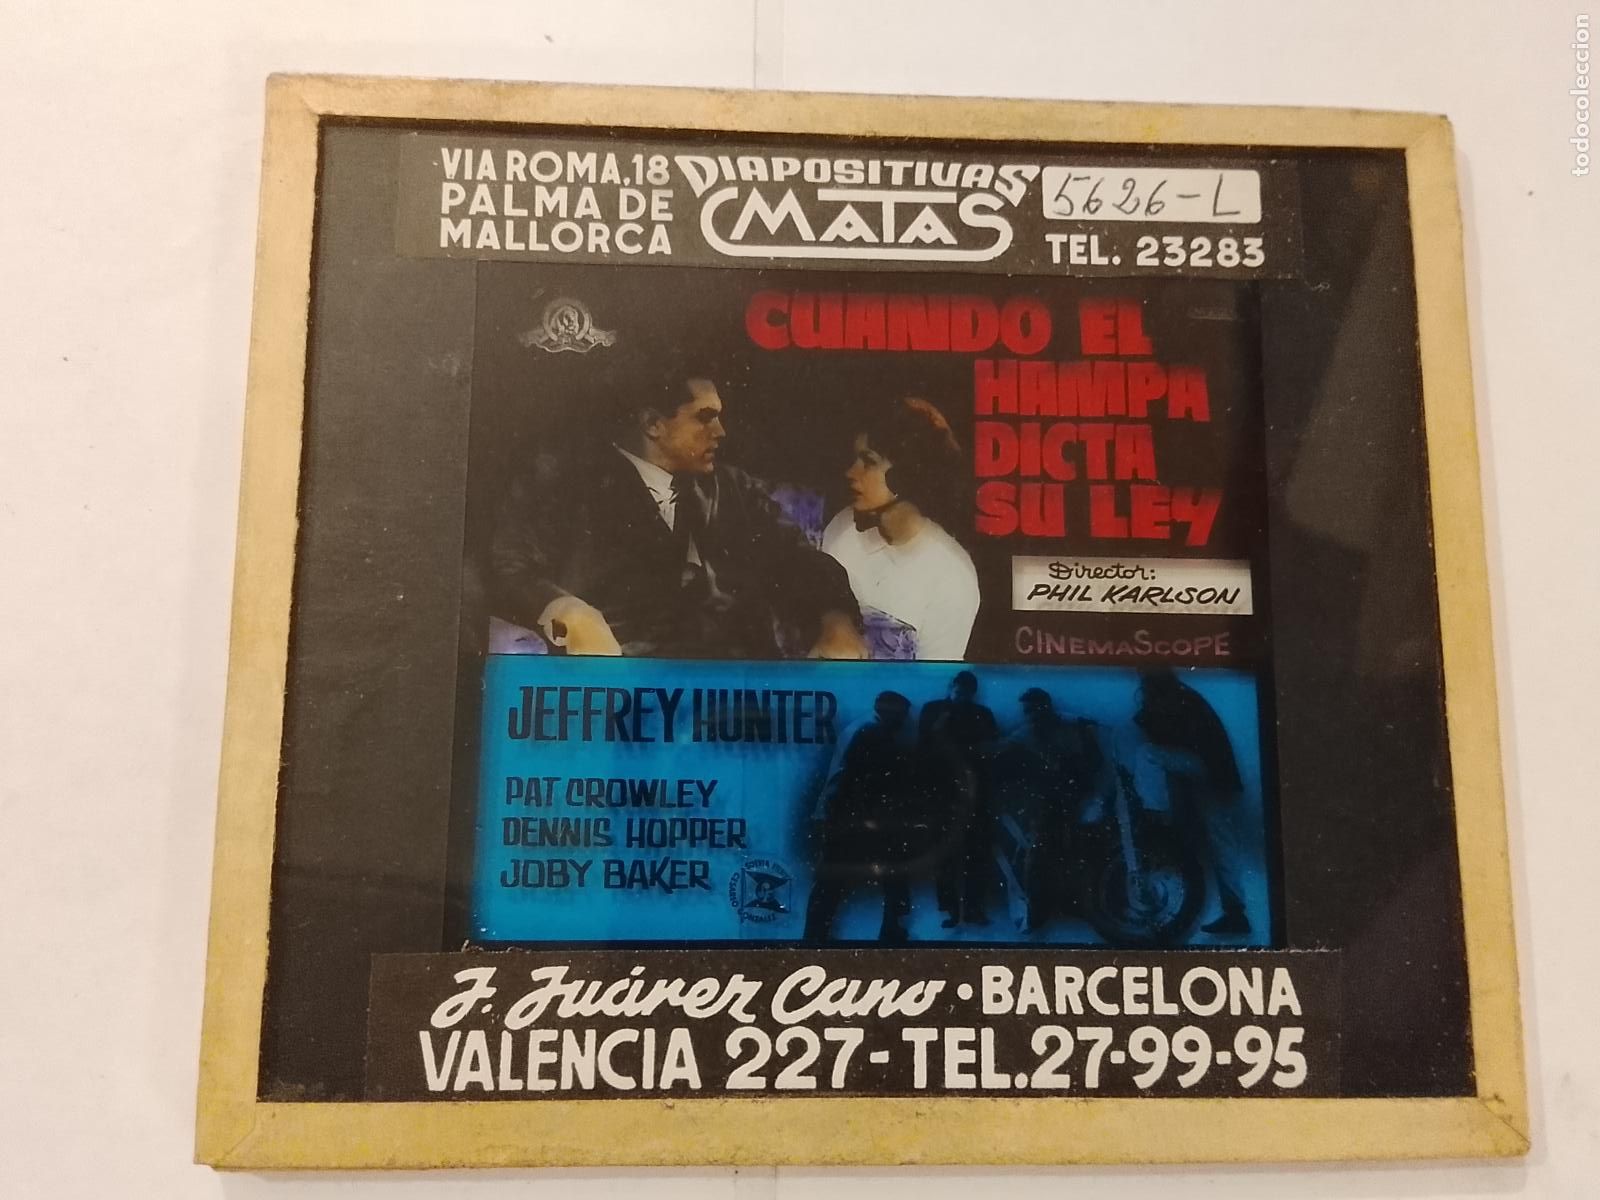 VIA ROMA, 18
PALMA DE
MALLORCA
DIAPOSITIVAS
MATAS
5626-L
TEL. 23283
CUANDO EL
HAMPA
DICTA
SU LEY
Director:
PHIL KARLSON
CINEMASCOPE
JEFFREY HUNTER
PAT CROWLEY
DENNIS HOPPER
JOBY BAKER
CESAREO GONZALEZ
J. Juárez Cano · BARCELONA
VALENCIA 227 - TEL. 27-99-95
todocoleccion